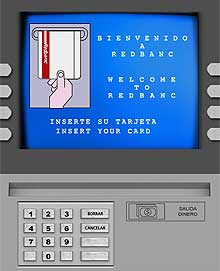 BIENVENIDO
A
REDBANC
WELCOME
TO
REDBANC
INSERTE SU TARJETA
INSERT YOUR CARD
1 2 3 BORRAR
4 5 6 CANCELAR
7 8 9
0
SALIDA
DINERO